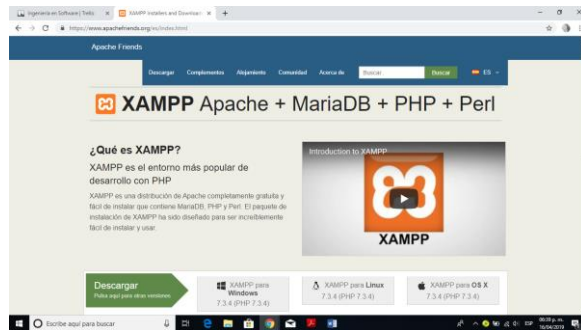 Ingeniería en Software | Trello
XAMPP Installers and Downloads
https://www.apachefriends.org/es/index.html
Apache Friends
Descargar Complementos Alojamiento Comunidad Acerca de Buscar Buscar ES
XAMPP Apache + MariaDB + PHP + Perl
¿Qué es XAMPP?
XAMPP es el entorno más popular de
desarrollo con PHP
XAMPP es una distribución de Apache completamente gratuita y
fácil de instalar que contiene MariaDB, PHP y Perl. El paquete de
instalación de XAMPP ha sido diseñado para ser increíblemente
fácil de instalar y usar.
Introduction to XAMPP
XAMPP
Descargar
Pulsa aquí para otras versiones
XAMPP para
Windows
7.3.4 (PHP 7.3.4)
XAMPP para Linux
7.3.4 (PHP 7.3.4)
XAMPP para OS X
7.3.4 (PHP 7.3.4)
Escribe aquí para buscar
ESP
06:09 p. m.
16/04/2019